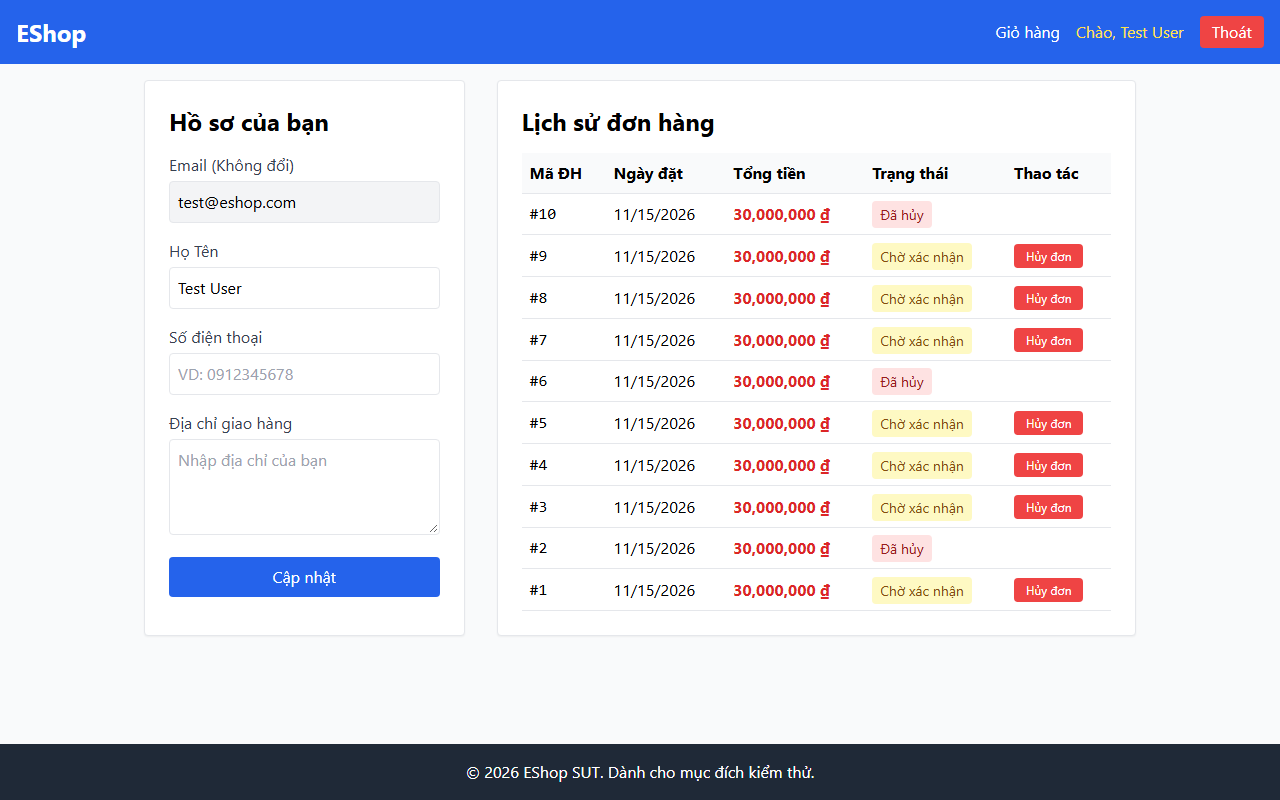 EShop
Giỏ hàng Chào, Test User Thoát
Hồ sơ của bạn
Email (Không đổi)
test@eshop.com
Họ Tên
Test User
Số điện thoại
VD: 0912345678
Địa chỉ giao hàng
Nhập địa chỉ của bạn
Cập nhật
Lịch sử đơn hàng
Mã ĐH Ngày đặt Tổng tiền Trạng thái Thao tác
#10 11/15/2026 30,000,000 ₫ Đã hủy
#9 11/15/2026 30,000,000 ₫ Chờ xác nhận Hủy đơn
#8 11/15/2026 30,000,000 ₫ Chờ xác nhận Hủy đơn
#7 11/15/2026 30,000,000 ₫ Chờ xác nhận Hủy đơn
#6 11/15/2026 30,000,000 ₫ Đã hủy
#5 11/15/2026 30,000,000 ₫ Chờ xác nhận Hủy đơn
#4 11/15/2026 30,000,000 ₫ Chờ xác nhận Hủy đơn
#3 11/15/2026 30,000,000 ₫ Chờ xác nhận Hủy đơn
#2 11/15/2026 30,000,000 ₫ Đã hủy
#1 11/15/2026 30,000,000 ₫ Chờ xác nhận Hủy đơn
© 2026 EShop SUT. Dành cho mục đích kiểm thử.